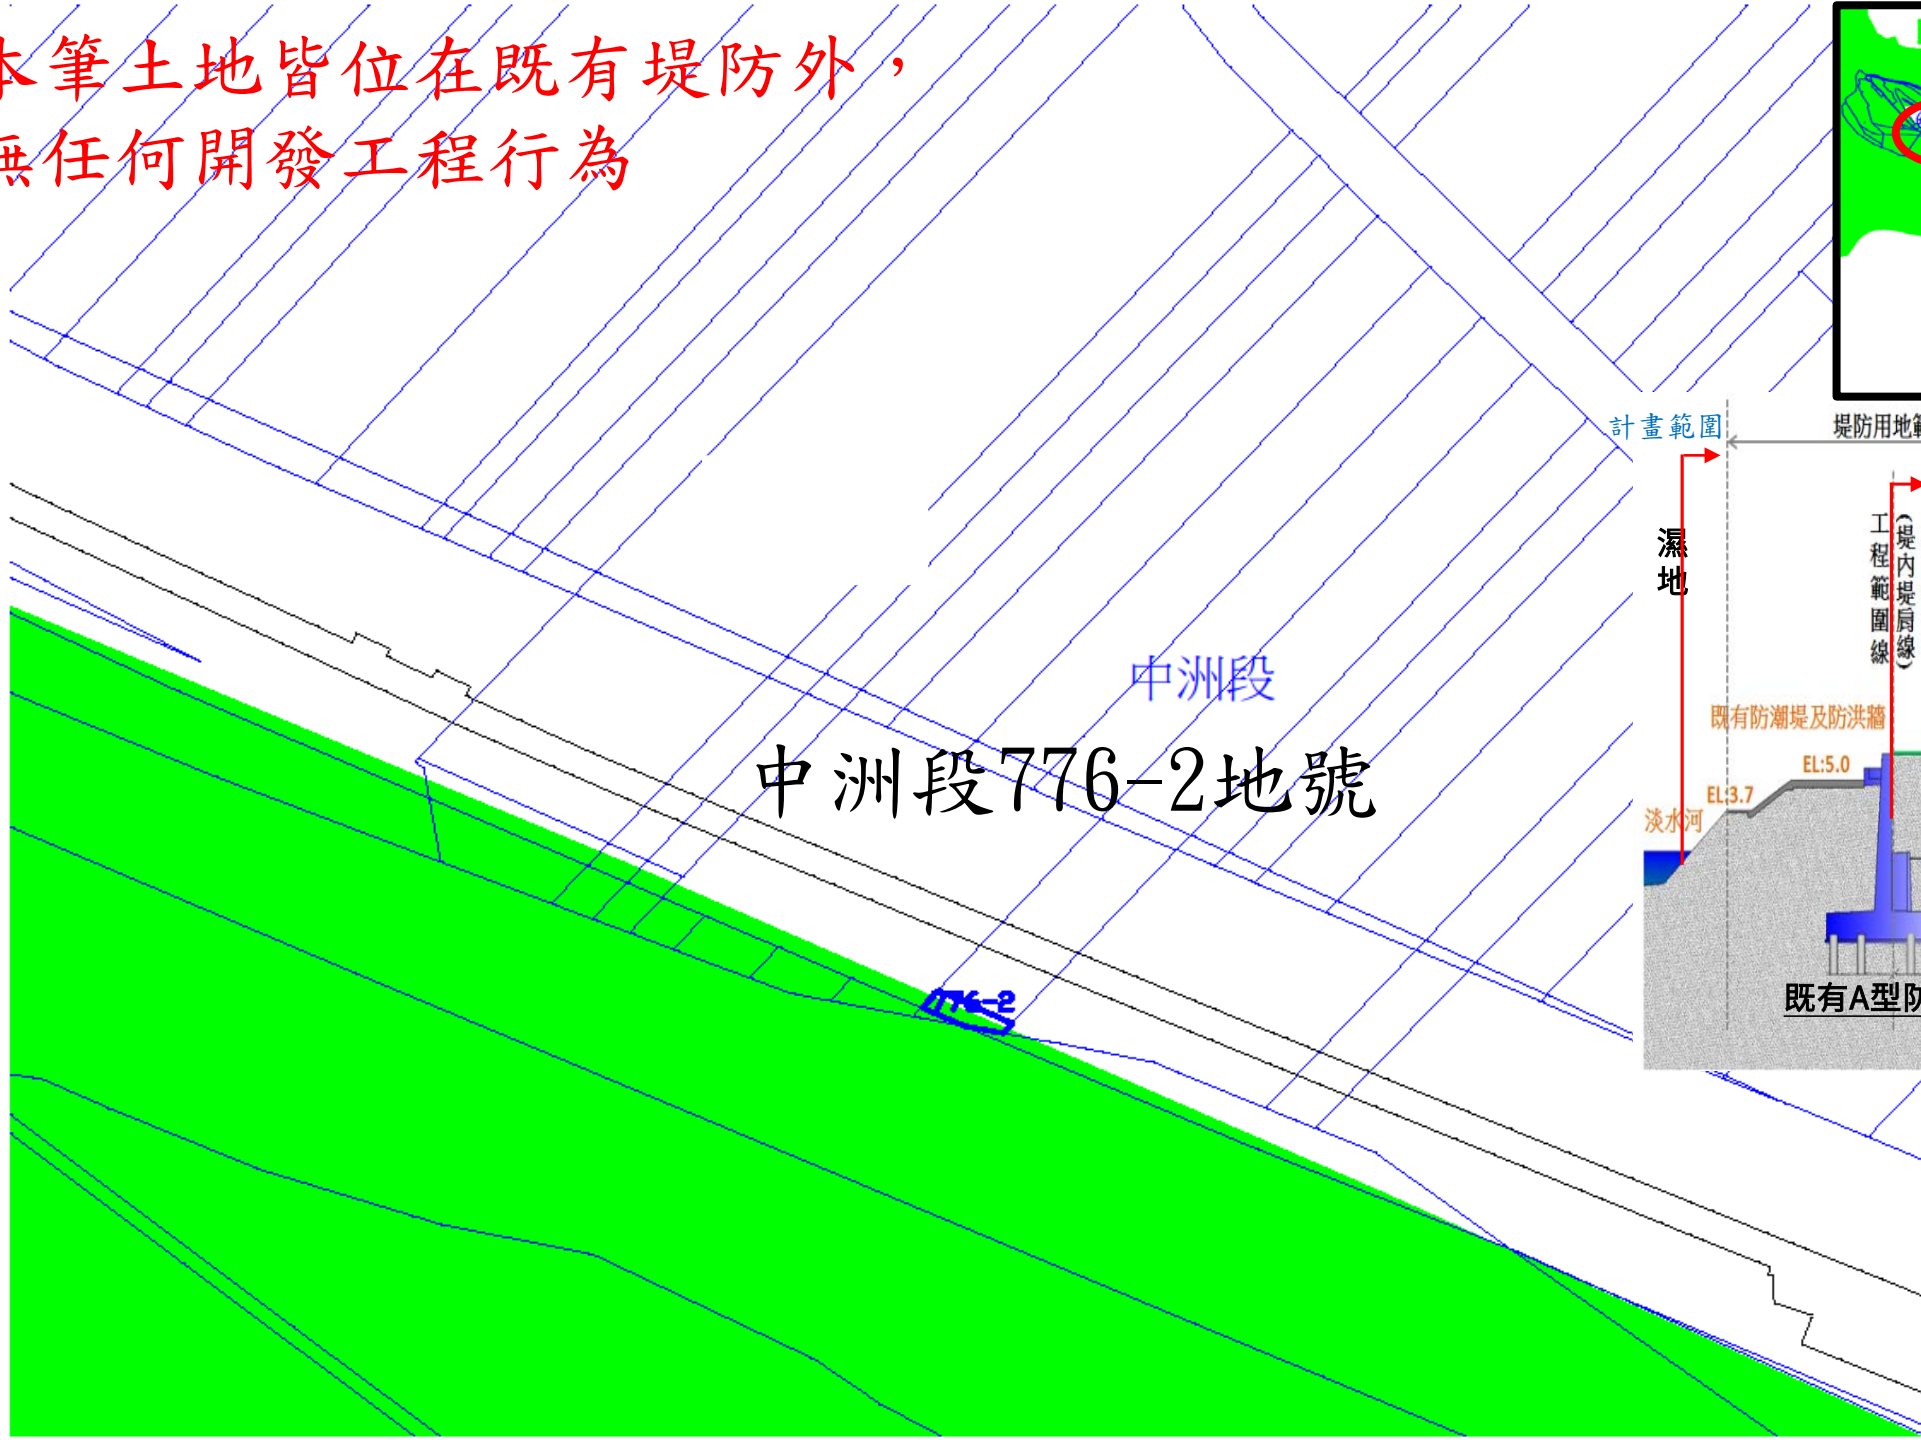 本筆土地皆位在既有堤防外，
無任何開發工程行為
計畫範圍
堤防用地範
濕地
工程範圍線
(堤內堤肩線)
中洲段
既有防潮堤及防洪牆
中洲段776-2地號
EL:5.0
EL:3.7
淡水河
776-2
既有A型防